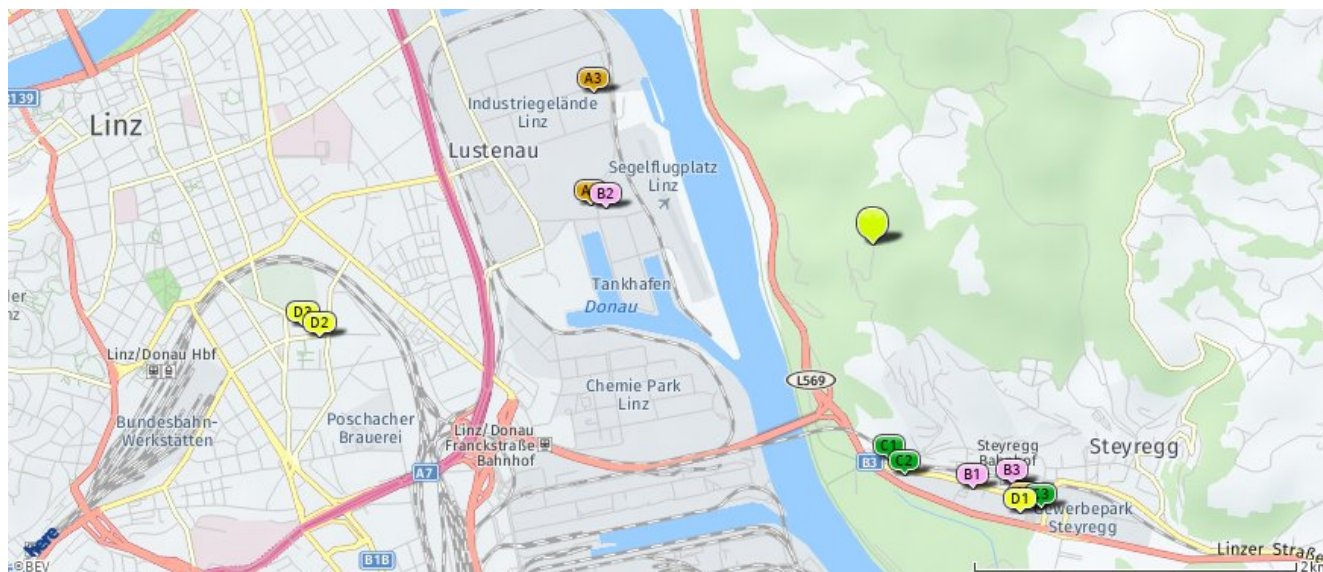 A3
Industriegelände
Linz
B139
Linz
Lustenau
Segelflugplatz
Linz
B2
Tankhafen
Donau
D2
Linz/Donau Hbf
L569
Chemie Park
Linz
Bundesbahn-
Werkstätten
Poschacher
Brauerei
Linz/Donau
Franckstraße
Bahnhof
Steyregg
Bahnhof
Steyregg
C1
C2
B3
B1
B3
A7
D1
Gewerbepark
Steyregg
Linzer Straße
B1B
here
©BEV
2km